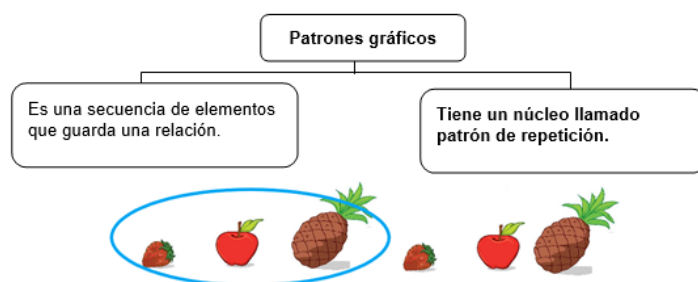 Patrones gráficos
Es una secuencia de elementos
que guarda una relación.
Tiene un núcleo llamado
patrón de repetición.